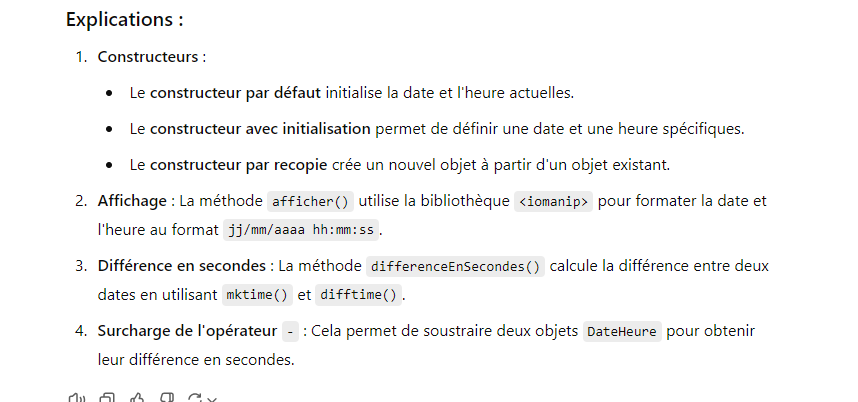 Explications :
1. Constructeurs :
• Le constructeur par défaut initialise la date et l'heure actuelles.
• Le constructeur avec initialisation permet de définir une date et une heure spécifiques.
• Le constructeur par recopie crée un nouvel objet à partir d'un objet existant.
2. Affichage : La méthode afficher() utilise la bibliothèque <iomanip> pour formater la date et
l'heure au format jj/mm/aaaa hh:mm:ss.
3. Différence en secondes : La méthode differenceEnSecondes() calcule la différence entre deux
dates en utilisant mktime() et difftime().
4. Surcharge de l'opérateur - : Cela permet de soustraire deux objets DateHeure pour obtenir
leur différence en secondes.